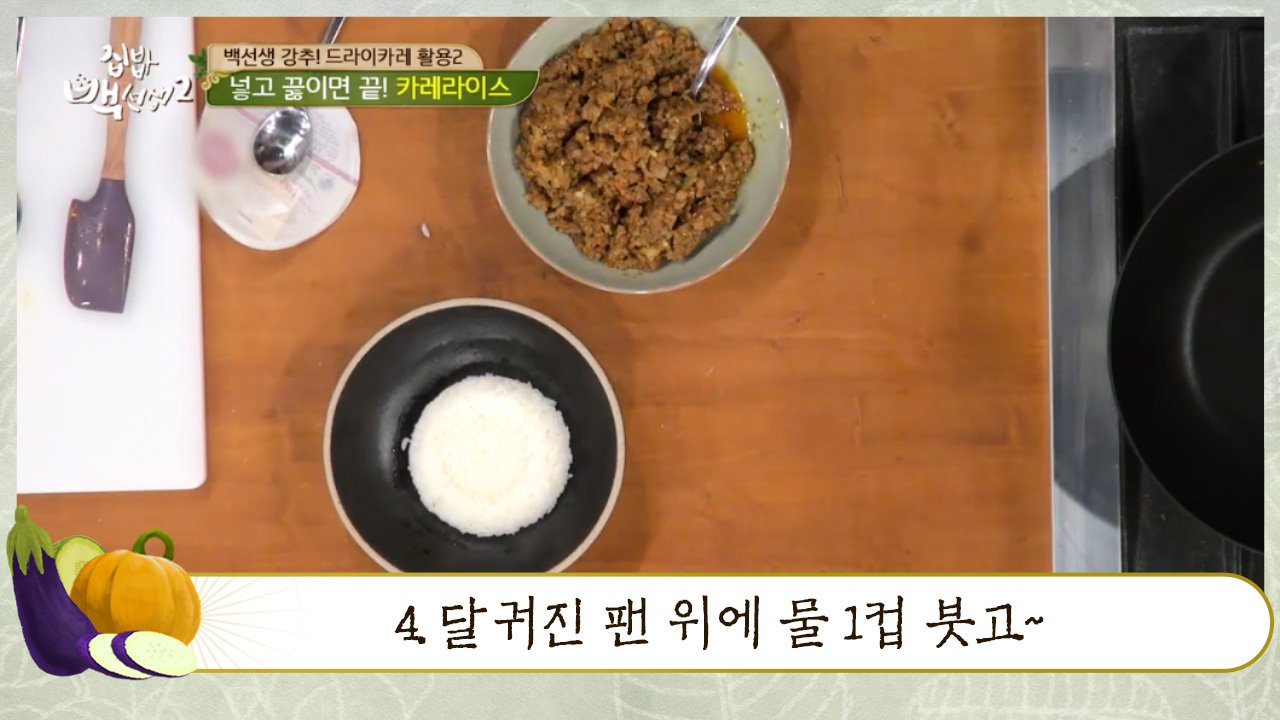 집밥
백선생2
백선생 강추! 드라이카레 활용2
넣고 끓이면 끝! 카레라이스
4. 달궈진 팬 위에 물 1컵 붓고~